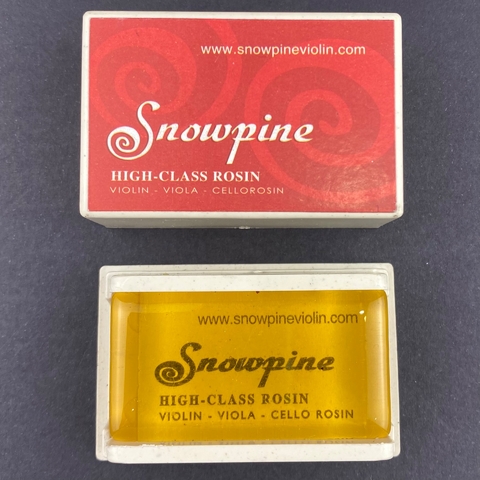 www.snowpineviolin.com
Snowpine
HIGH-CLASS ROSIN
VIOLIN - VIOLA - CELLOROSIN
www.snowpineviolin.com
Snowpine
HIGH-CLASS ROSIN
VIOLIN - VIOLA - CELLO ROSIN